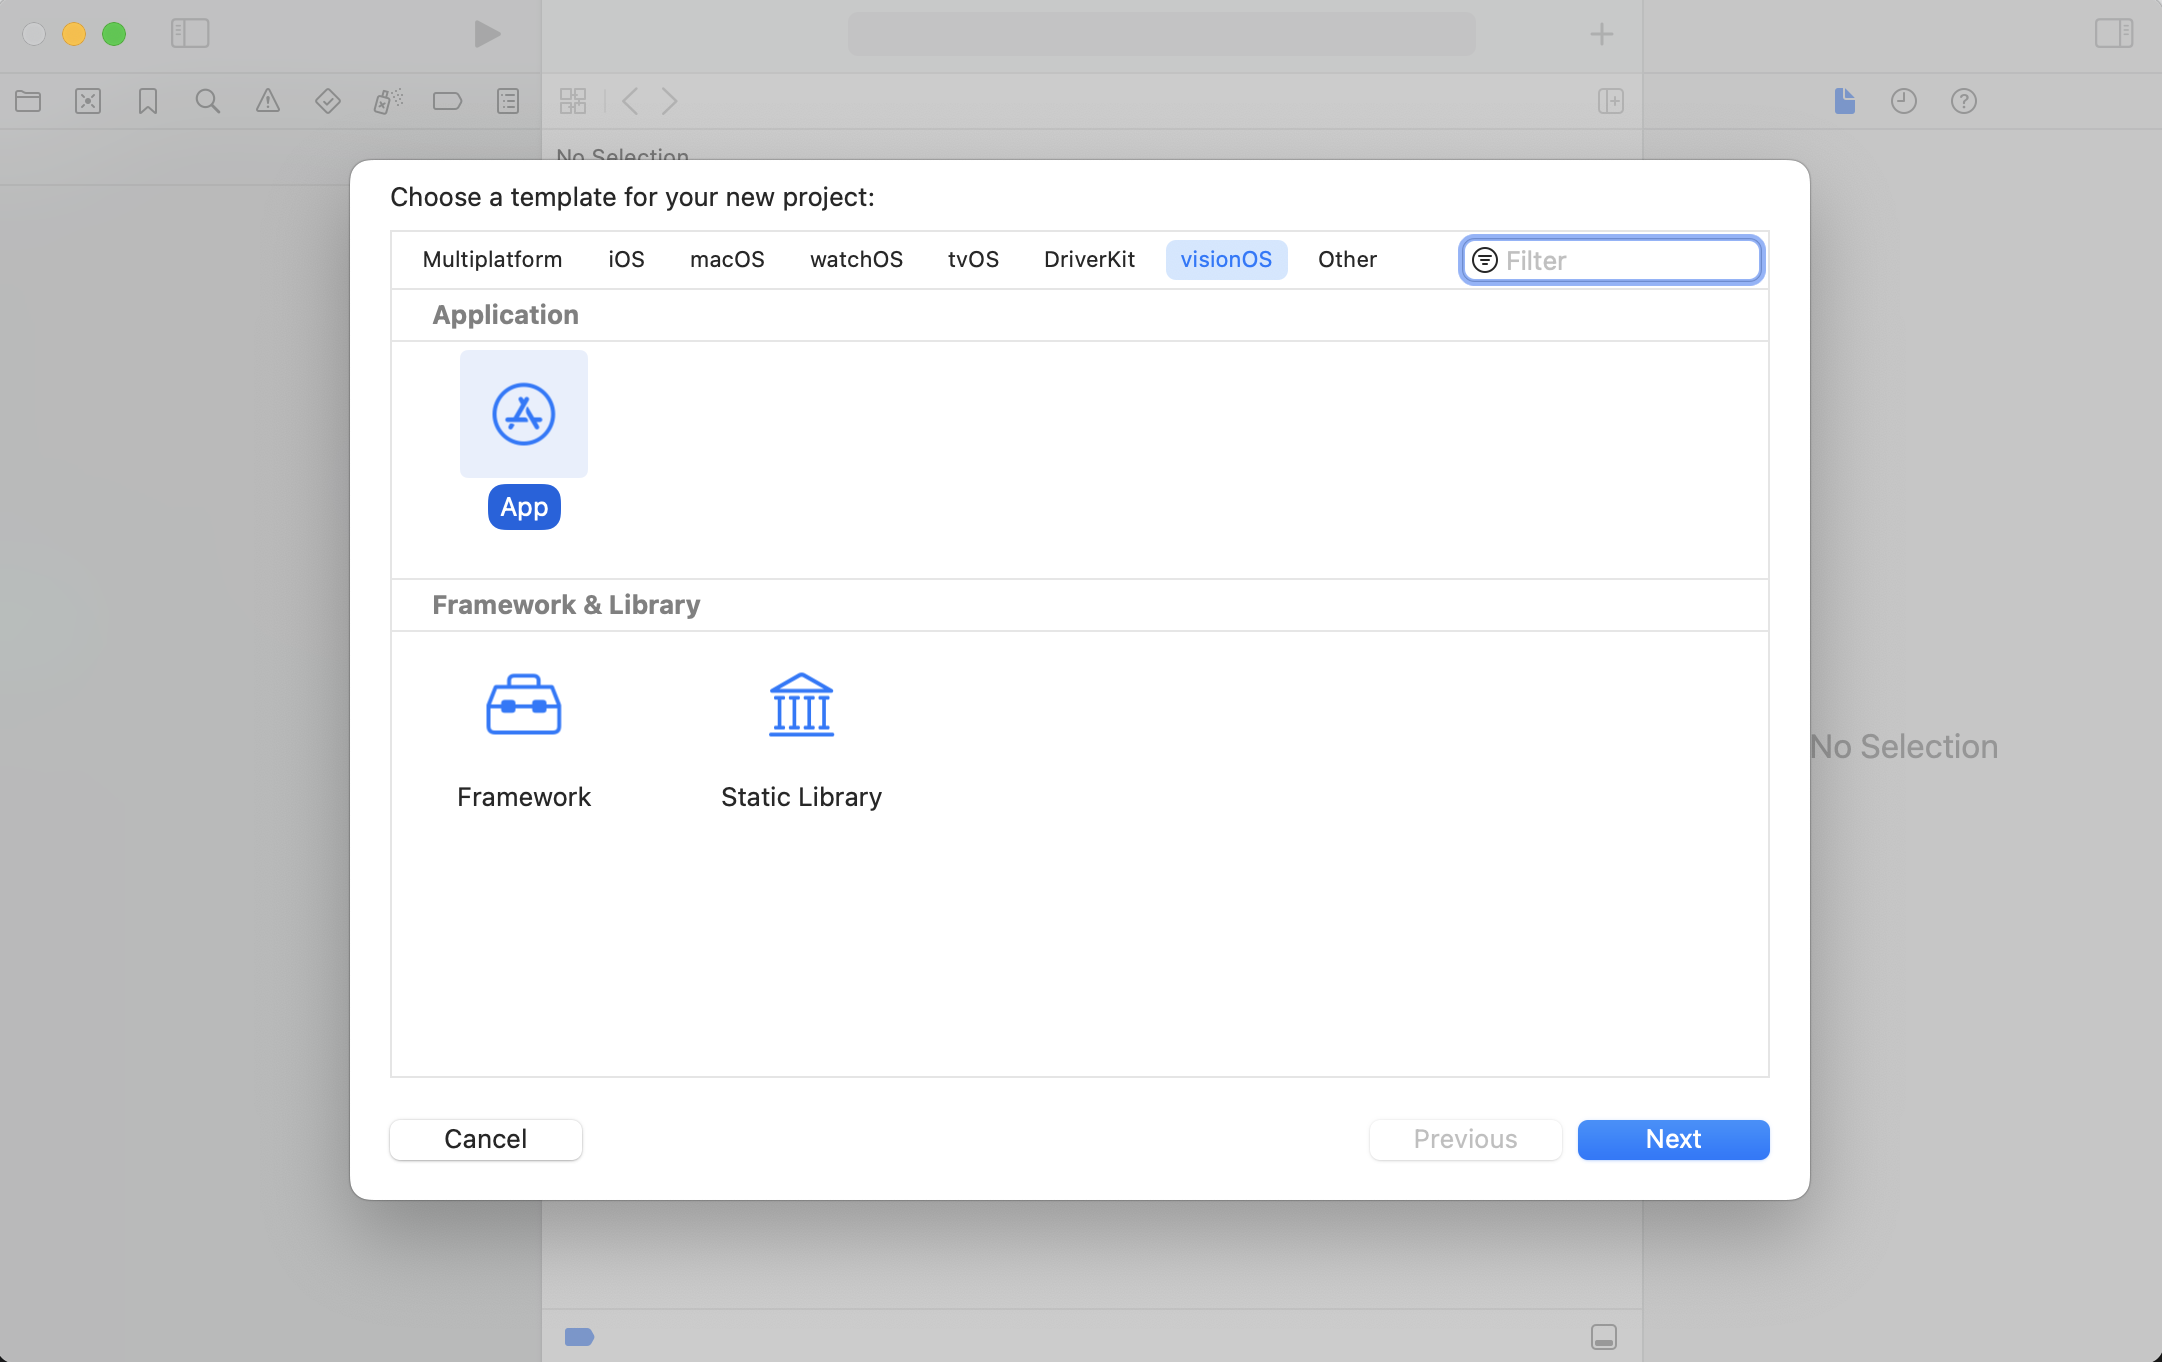 No Selection
Choose a template for your new project:
Multiplatform iOS macOS watchOS tvOS DriverKit visionOS Other Filter
Application
App
Framework & Library
Framework Static Library
No Selection
Cancel Previous Next